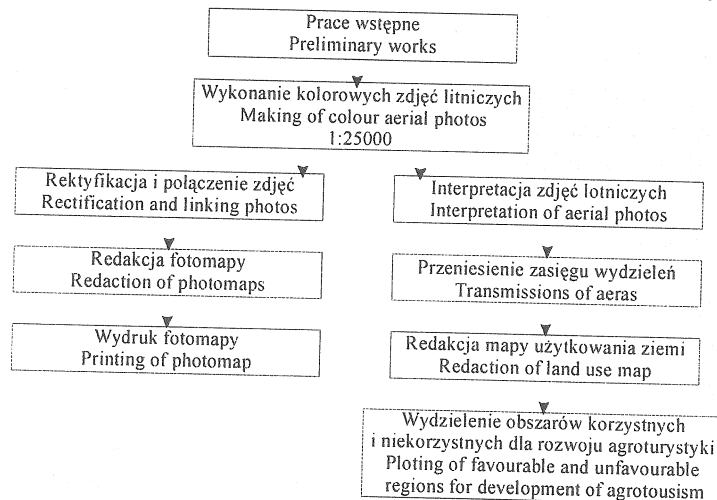 Prace wstępne
Preliminary works
Wykonanie kolorowych zdjęć litniczych
Making of colour aerial photos
1:25000
Rektyfikacja i połączenie zdjęć
Rectification and linking photos
Redakcja fotomapy
Redaction of photomaps
Wydruk fotomapy
Printing of photomap
Interpretacja zdjęć lotniczych
Interpretation of aerial photos
Przeniesienie zasięgu wydzieleń
Transmissions of aeras
Redakcja mapy użytkowania ziemi
Redaction of land use map
Wydzielenie obszarów korzystnych
i niekorzystnych dla rozwoju agroturystyki
Ploting of favourable and unfavourable
regions for development of agrotousism